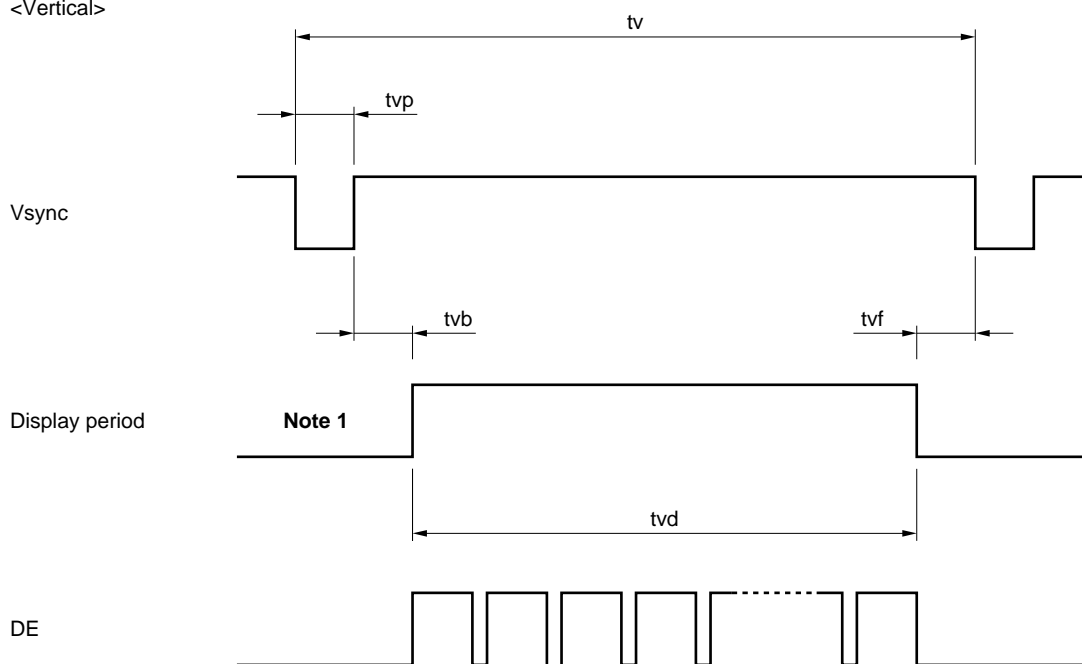 <Vertical>
tv
tvp
Vsync
tvb
tvf
Display period
Note 1
tvd
DE